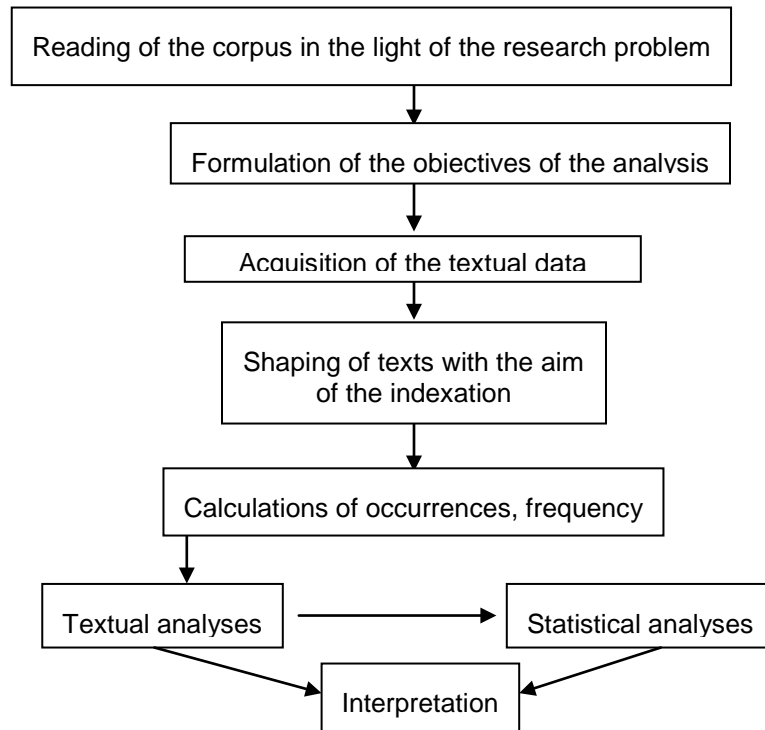 Reading of the corpus in the light of the research problem
Formulation of the objectives of the analysis
Acquisition of the textual data
Shaping of texts with the aim
of the indexation
Calculations of occurrences, frequency
Textual analyses
Statistical analyses
Interpretation